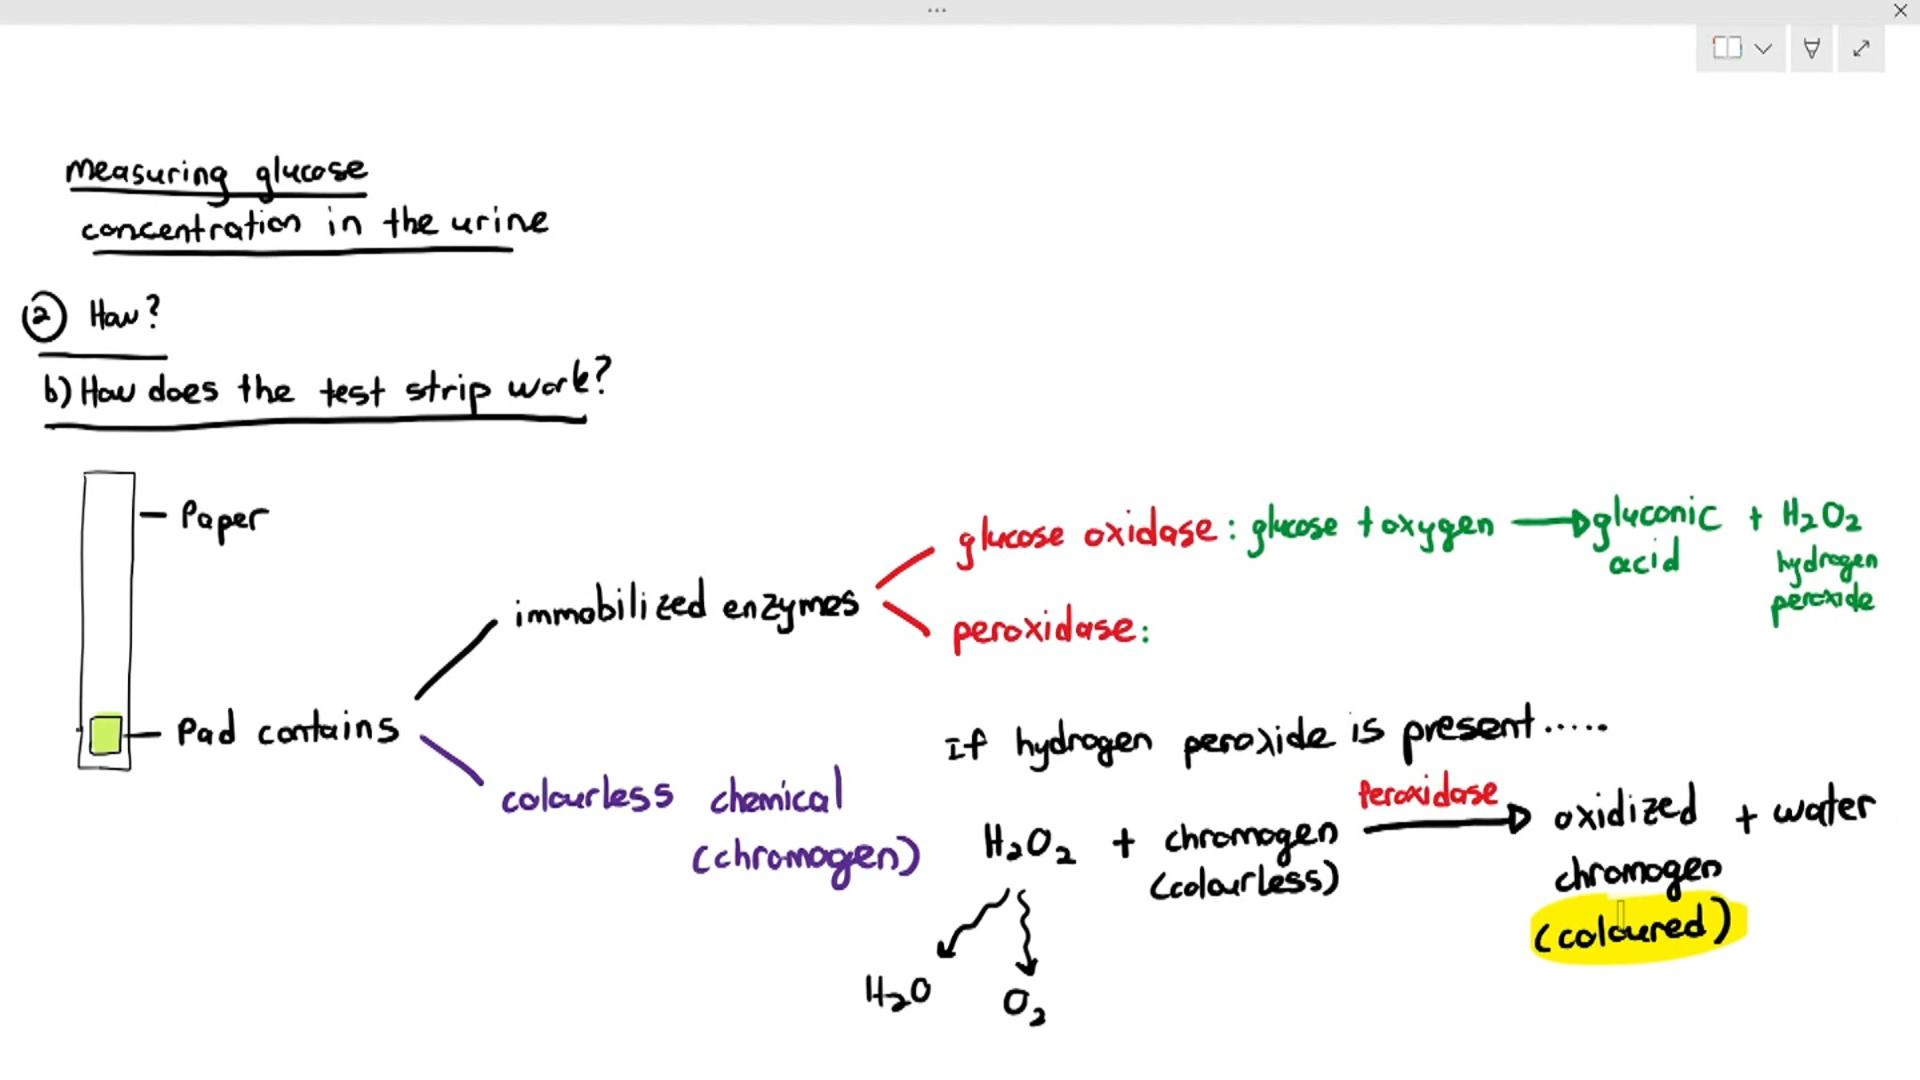 measuring glucose
concentration in the urine
② How?
b) How does the test strip work?
Paper
Pad contains
immobilized enzymes
colourless chemical
(chromogen)
glucose oxidase : glucose + oxygen → gluconic acid + H₂O₂
hydrogen
peroxide
peroxidase:
If hydrogen peroxide is present.....
Peroxidase
H₂O₂ + chromogen → oxidized + water
(colourless)
chromogen
(coloured)
H₂O
O₂